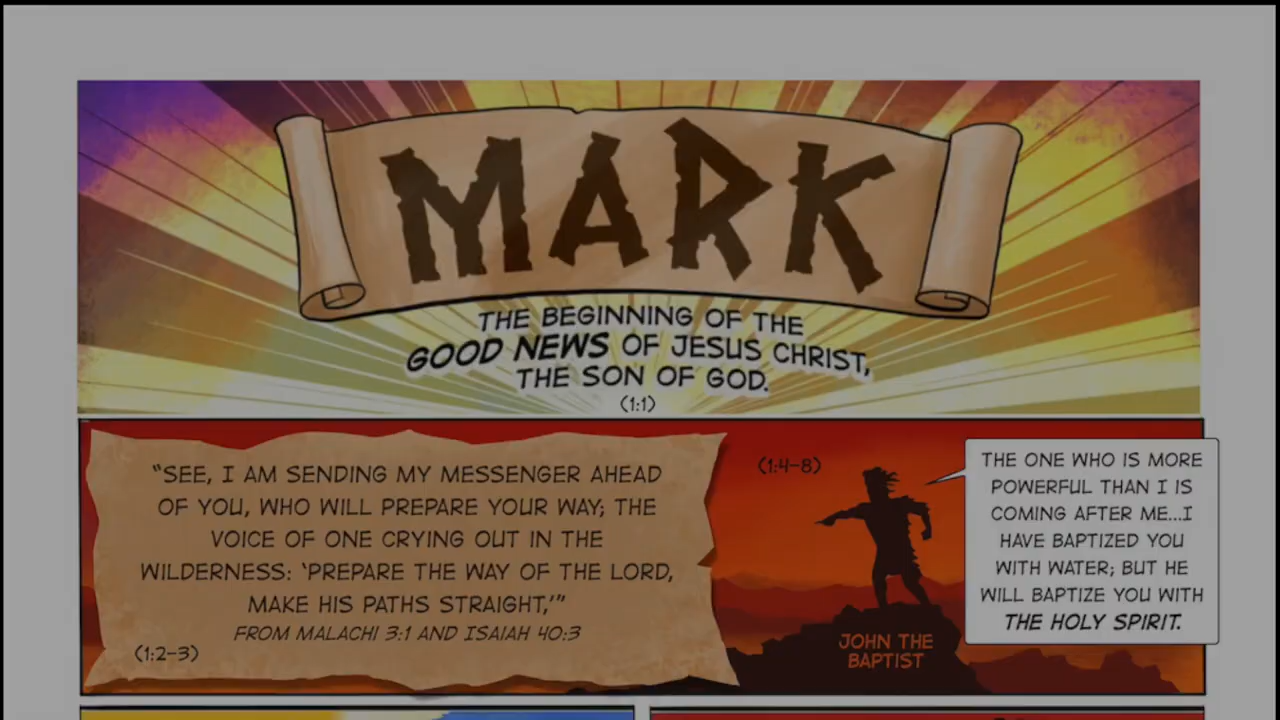 MARK
THE BEGINNING OF THE
GOOD NEWS OF JESUS CHRIST,
THE SON OF GOD.
(1:1)
"SEE, I AM SENDING MY MESSENGER AHEAD
OF YOU, WHO WILL PREPARE YOUR WAY; THE
VOICE OF ONE CRYING OUT IN THE
WILDERNESS: 'PREPARE THE WAY OF THE LORD,
MAKE HIS PATHS STRAIGHT,'"
FROM MALACHI 3:1 AND ISAIAH 40:3
(1:2-3)
(1:4-8)
THE ONE WHO IS MORE
POWERFUL THAN I IS
COMING AFTER ME...I
HAVE BAPTIZED YOU
WITH WATER; BUT HE
WILL BAPTIZE YOU WITH
THE HOLY SPIRIT.
JOHN THE
BAPTIST